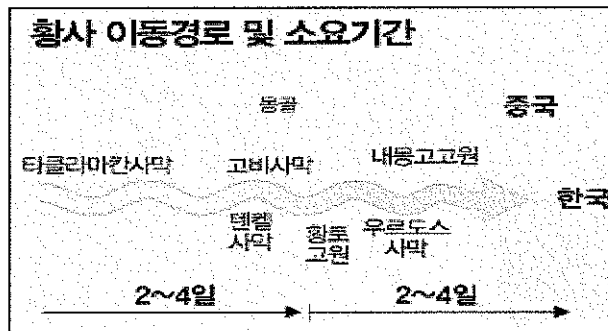 황사 이동경로 및 소요기간
몽골
중국
타클라마칸사막
고비사막
내몽고고원
한국
텐켈
사막
황토
고원
우르도스
사막
2~4일
2~4일